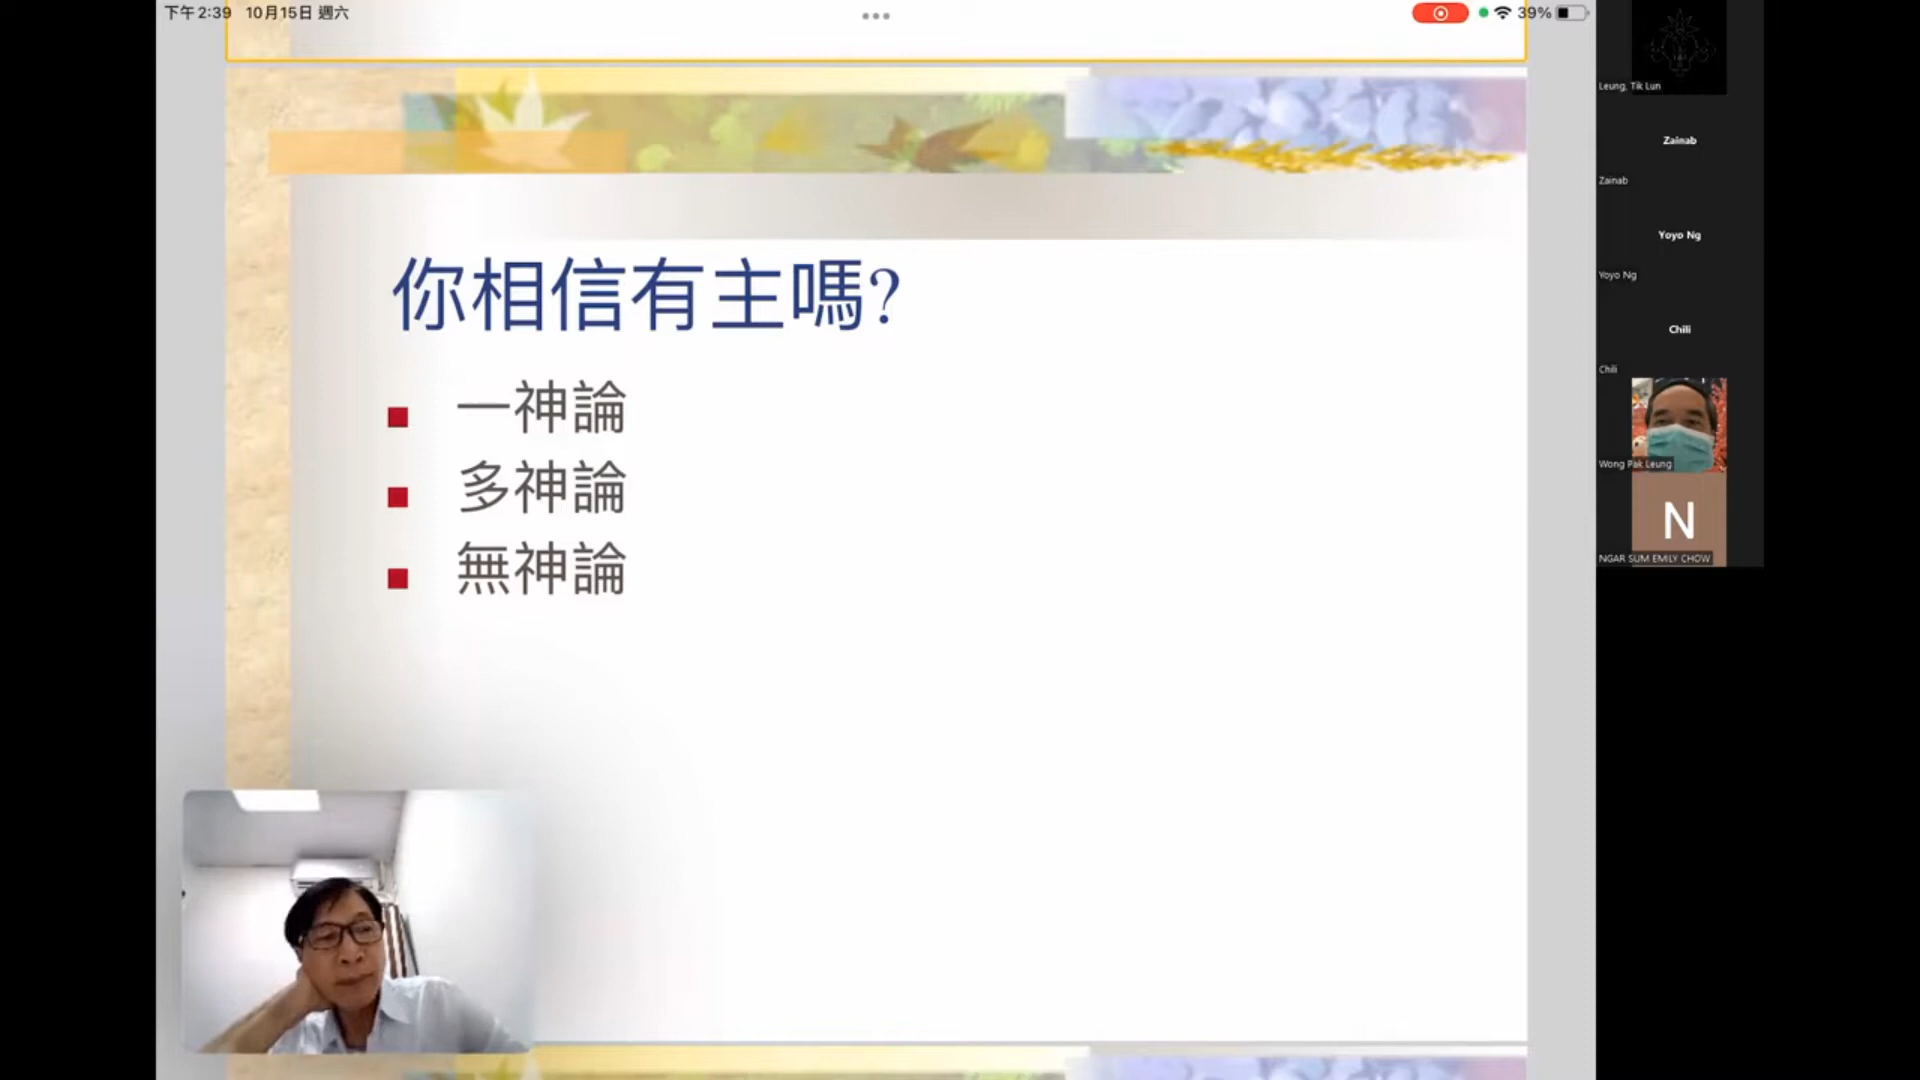 下午2:39 10月15日 週六
39%
你相信有主嗎?
一神論
多神論
無神論
Leung, Tik Lun
Zainab
Zainab
Yoyo Ng
Yoyo Ng
Chili
Chili
Wong Pak Leung
N
NGAR SUM EMILY CHOW